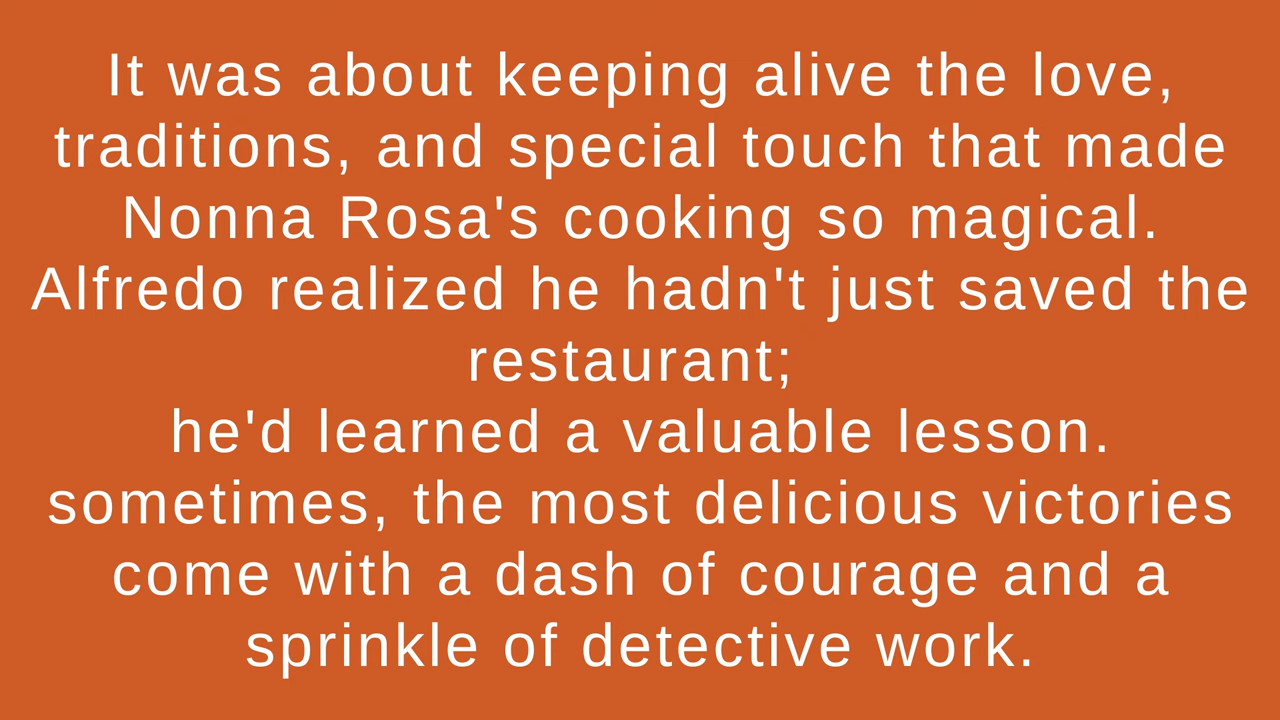 It was about keeping alive the love,
traditions, and special touch that made
Nonna Rosa's cooking so magical.
Alfredo realized he hadn't just saved the
restaurant;
he'd learned a valuable lesson.
sometimes, the most delicious victories
come with a dash of courage and a
sprinkle of detective work.